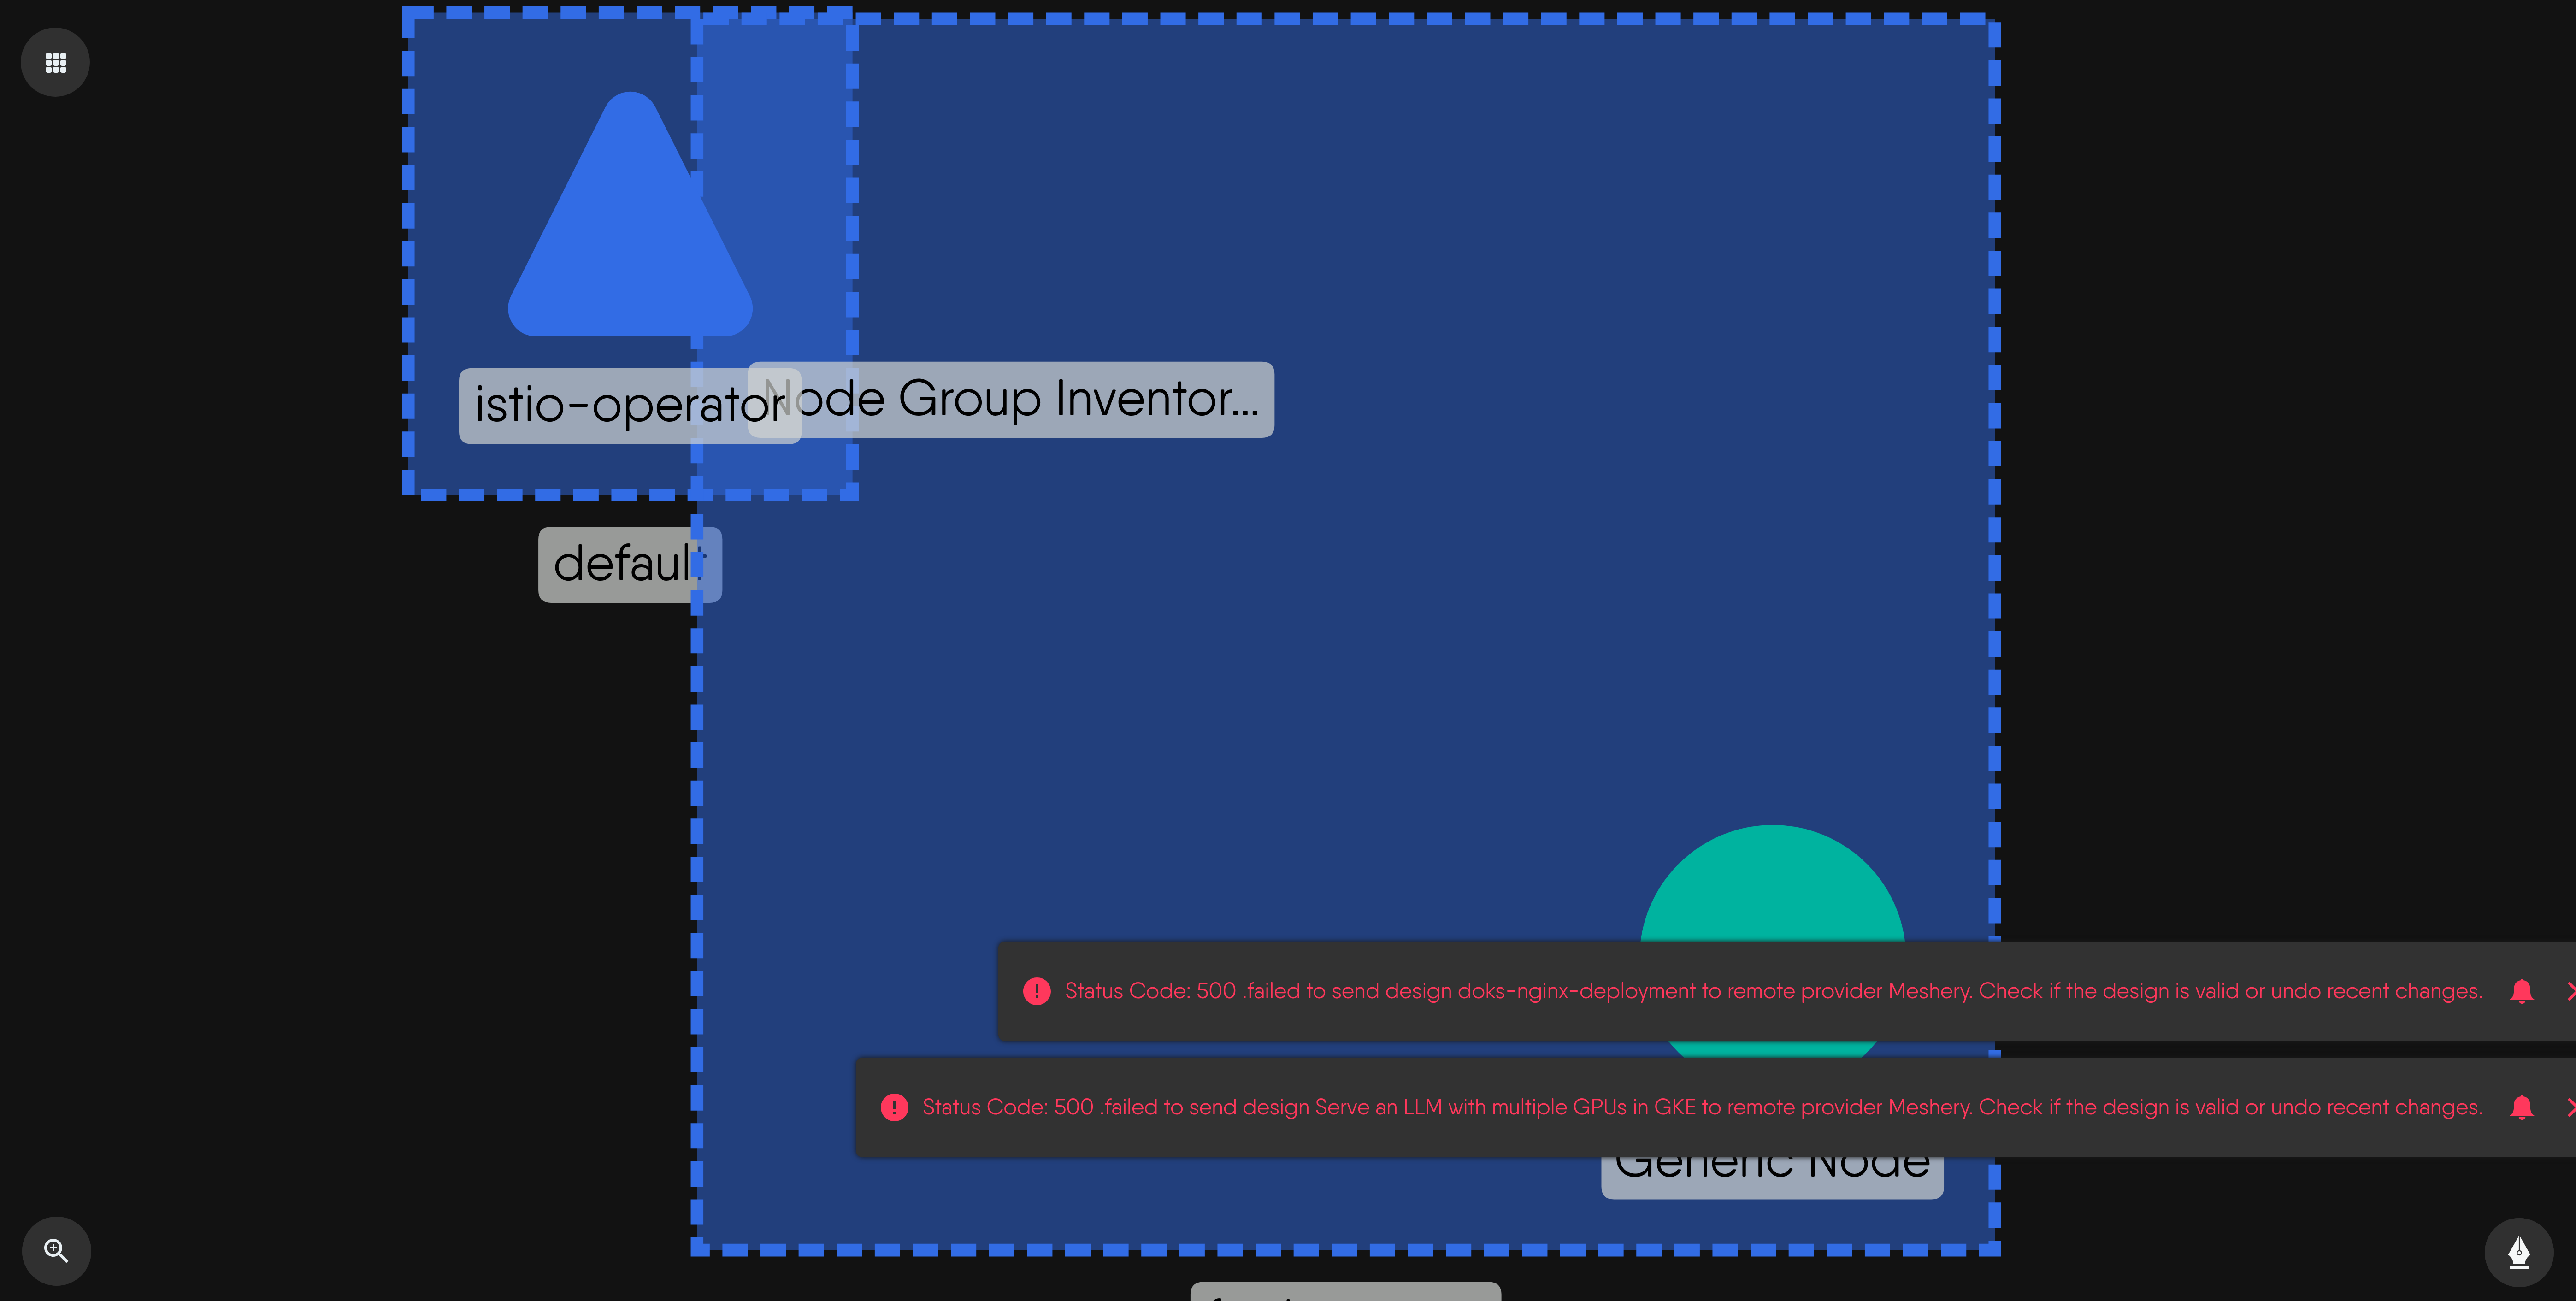 istio-operator
Node Group Inventor...
default
Status Code: 500 .failed to send design doks-nginx-deployment to remote provider Meshery. Check if the design is valid or undo recent changes.
Status Code: 500 .failed to send design Serve an LLM with multiple GPUs in GKE to remote provider Meshery. Check if the design is valid or undo recent changes.
Generic Node